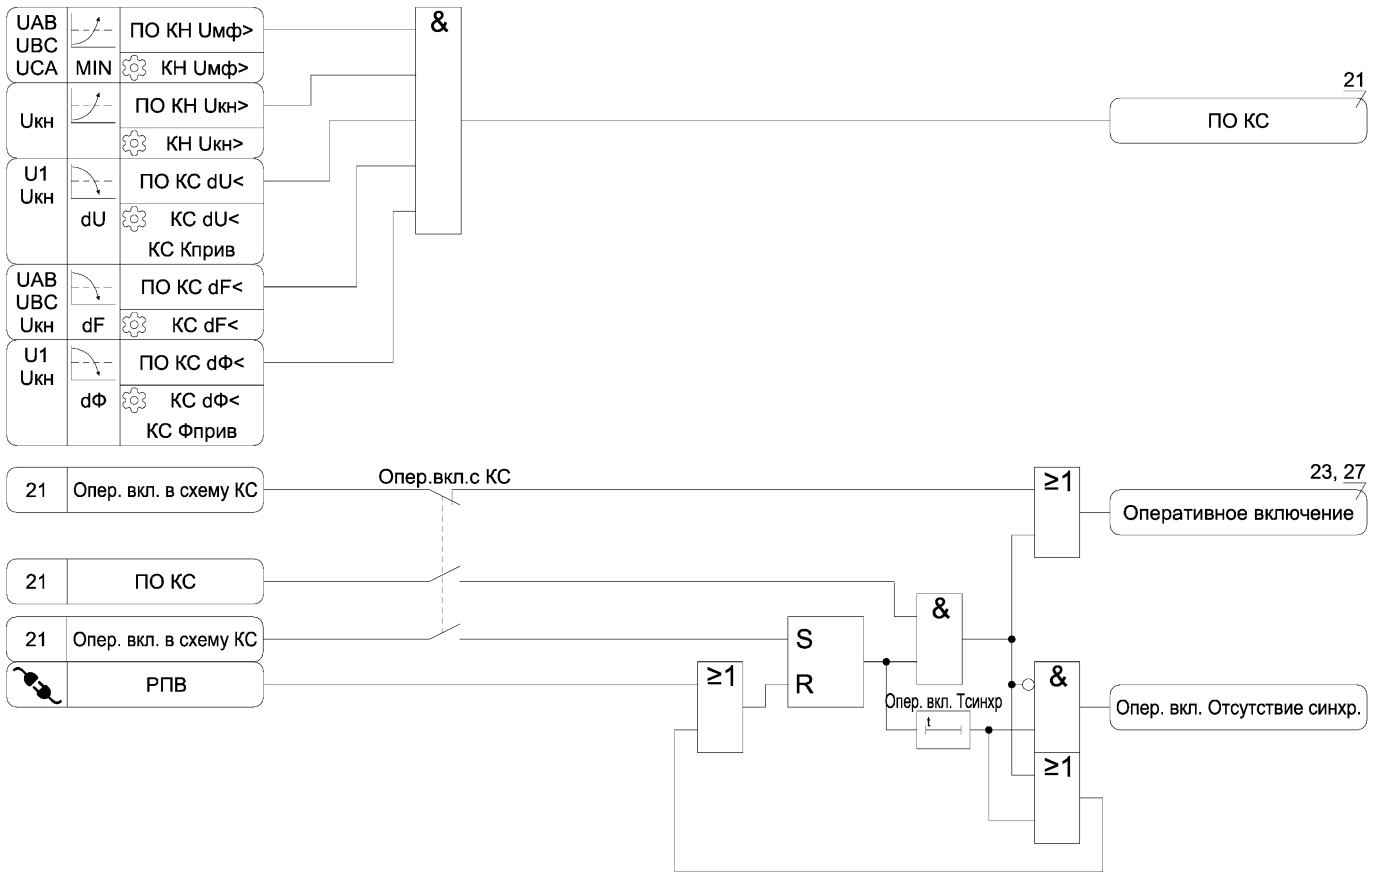 UAB
UBC
UCA
MIN
ПО КН Uмф>
КН Uмф>
&
21
ПО КС
Uкн
ПО КН Uкн>
КН Uкн>
U1
Uкн
dU
ПО КС dU<
КС dU<
КС Kприв
UAB
UBC
Uкн
dF
ПО КС dF<
КС dF<
U1
Uкн
dФ
ПО КС dФ<
КС dФ<
КС Фприв
21
Опер. вкл. в схему КС
Опер.вкл.с КС
≥1
23, 27
Оперативное включение
21
ПО КС
&
21
Опер. вкл. в схему КС
S
R
РПВ
≥1
Опер. вкл. Tсинхр
t
&
Опер. вкл. Отсутствие синхр.
≥1